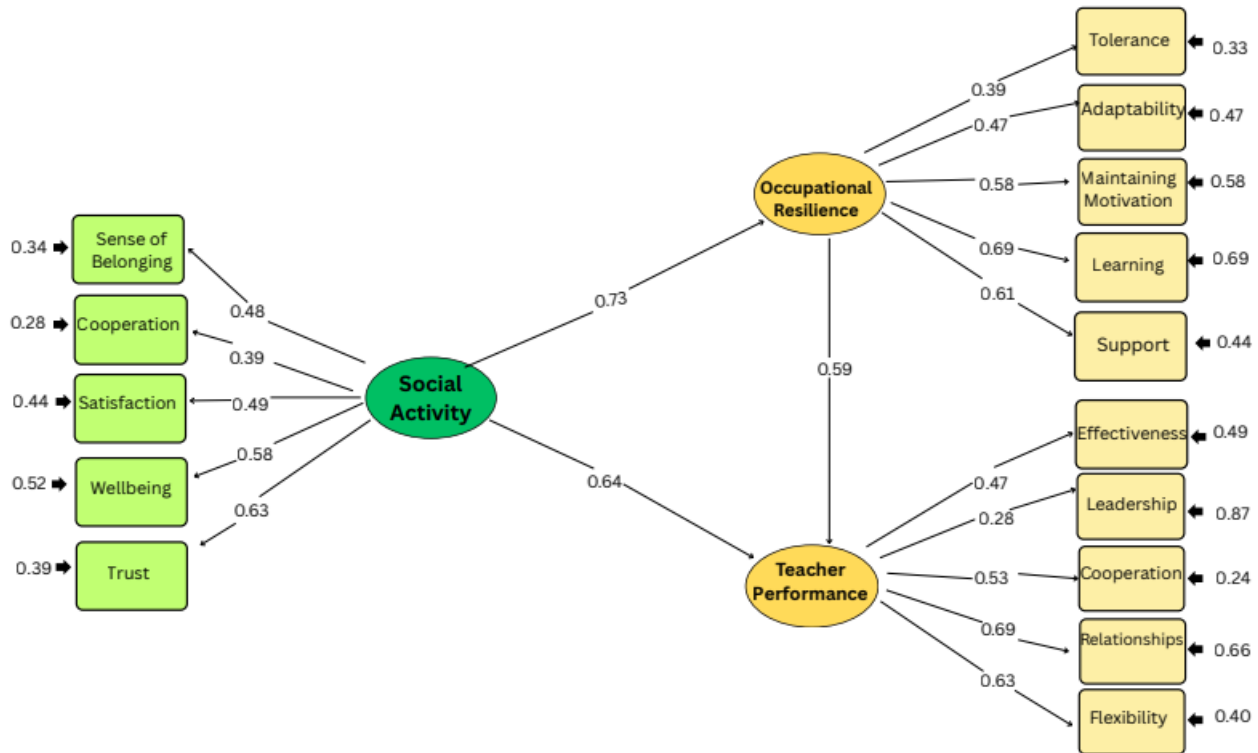 0.34
Sense of
Belonging
0.28
Cooperation
0.44
Satisfaction
0.52
Wellbeing
0.39
Trust
0.48
0.39
0.49
0.58
0.63
Social
Activity
0.73
0.64
Occupational
Resilience
0.59
Teacher
Performance
0.39
0.47
0.58
0.69
0.61
Tolerance
0.33
Adaptability
0.47
Maintaining
Motivation
0.58
Learning
0.69
Support
0.44
0.47
0.28
0.53
0.69
0.63
Effectiveness
0.49
Leadership
0.87
Cooperation
0.24
Relationships
0.66
Flexibility
0.40